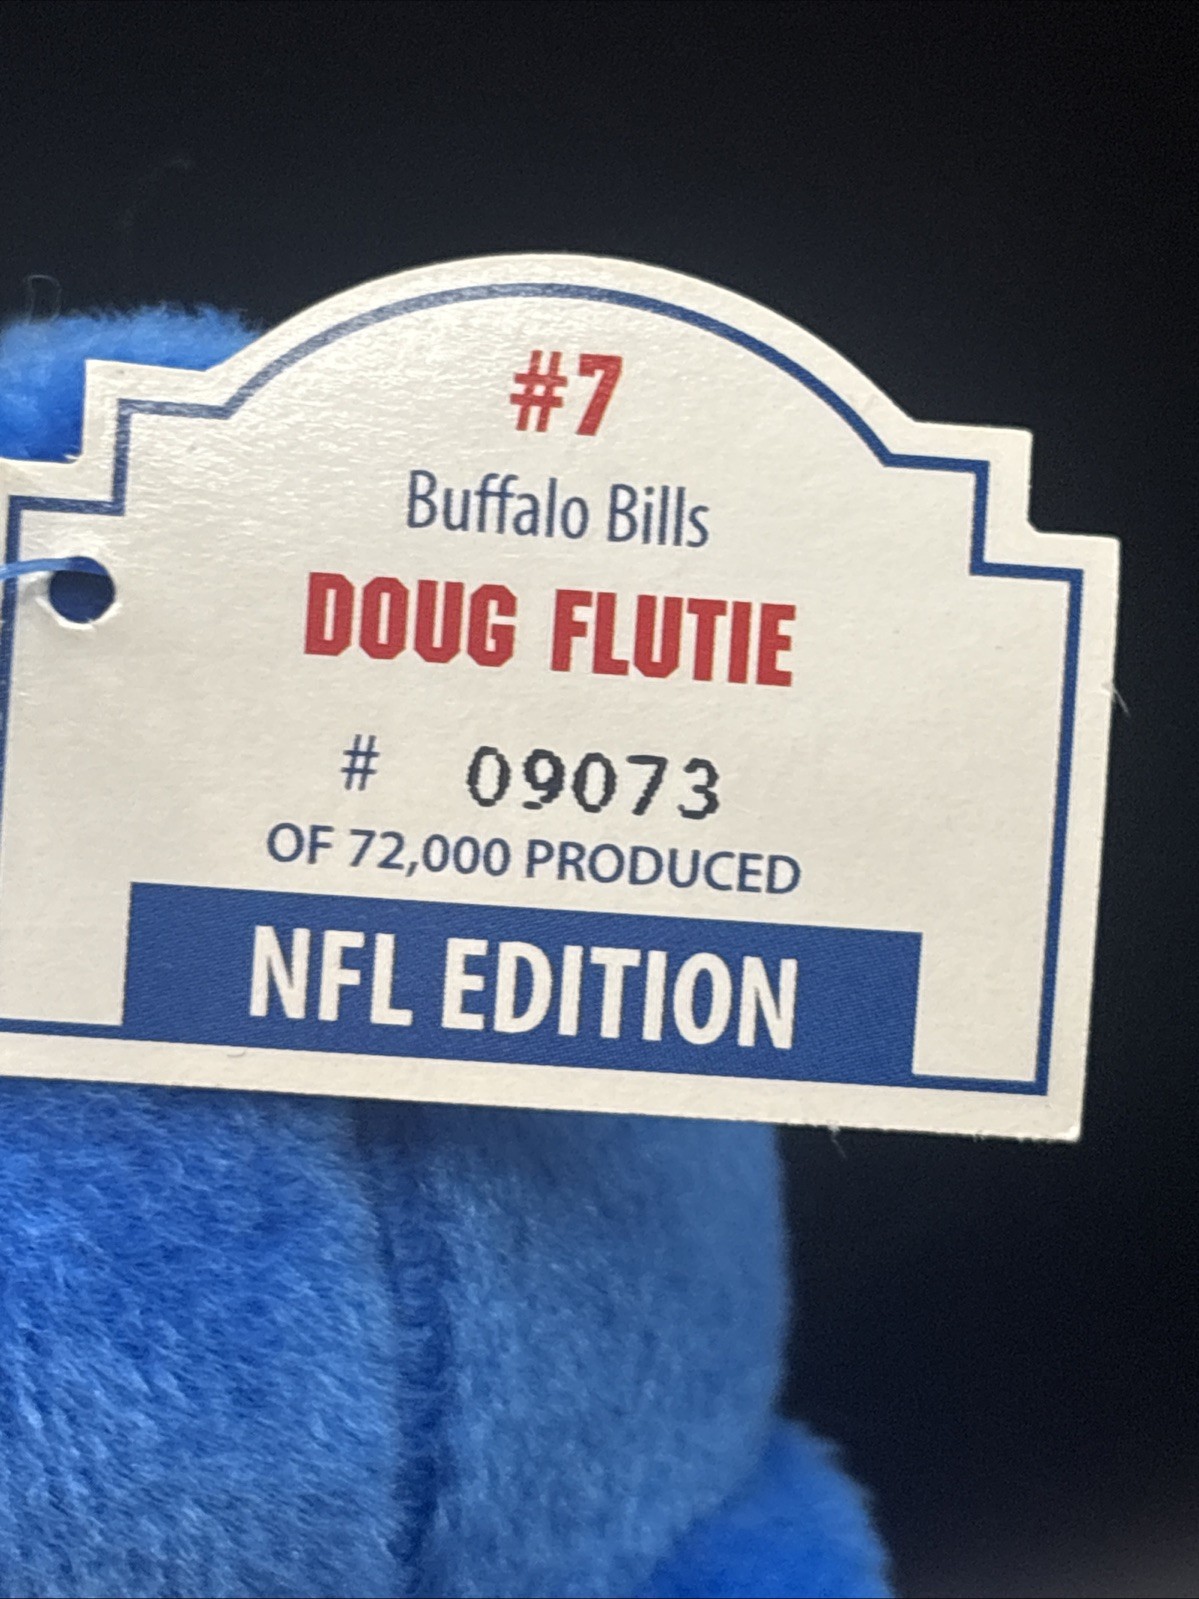 #7
Buffalo Bills
DOUG FLUTIE
# 09073
OF 72,000 PRODUCED
NFL EDITION